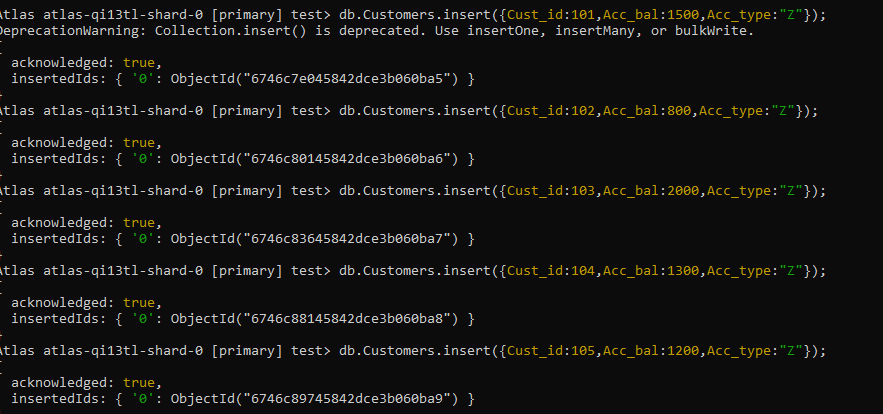 Atlas atlas-qi13tl-shard-0 [primary] test> db.Customers.insert({Cust_id:101,Acc_bal:1500,Acc_type:"Z"});
DeprecationWarning: Collection.insert() is deprecated. Use insertOne, insertMany, or bulkWrite.
{
acknowledged: true,
insertedIds: { '0': ObjectId("6746c7e045842dce3b060ba5") }
}
Atlas atlas-qi13tl-shard-0 [primary] test> db.Customers.insert({Cust_id:102,Acc_bal:800,Acc_type:"Z"});
{
acknowledged: true,
insertedIds: { '0': ObjectId("6746c80145842dce3b060ba6") }
}
Atlas atlas-qi13tl-shard-0 [primary] test> db.Customers.insert({Cust_id:103,Acc_bal:2000,Acc_type:"Z"});
{
acknowledged: true,
insertedIds: { '0': ObjectId("6746c83645842dce3b060ba7") }
}
Atlas atlas-qi13tl-shard-0 [primary] test> db.Customers.insert({Cust_id:104,Acc_bal:1300,Acc_type:"Z"});
{
acknowledged: true,
insertedIds: { '0': ObjectId("6746c88145842dce3b060ba8") }
}
Atlas atlas-qi13tl-shard-0 [primary] test> db.Customers.insert({Cust_id:105,Acc_bal:1200,Acc_type:"Z"});
{
acknowledged: true,
insertedIds: { '0': ObjectId("6746c89745842dce3b060ba9") }